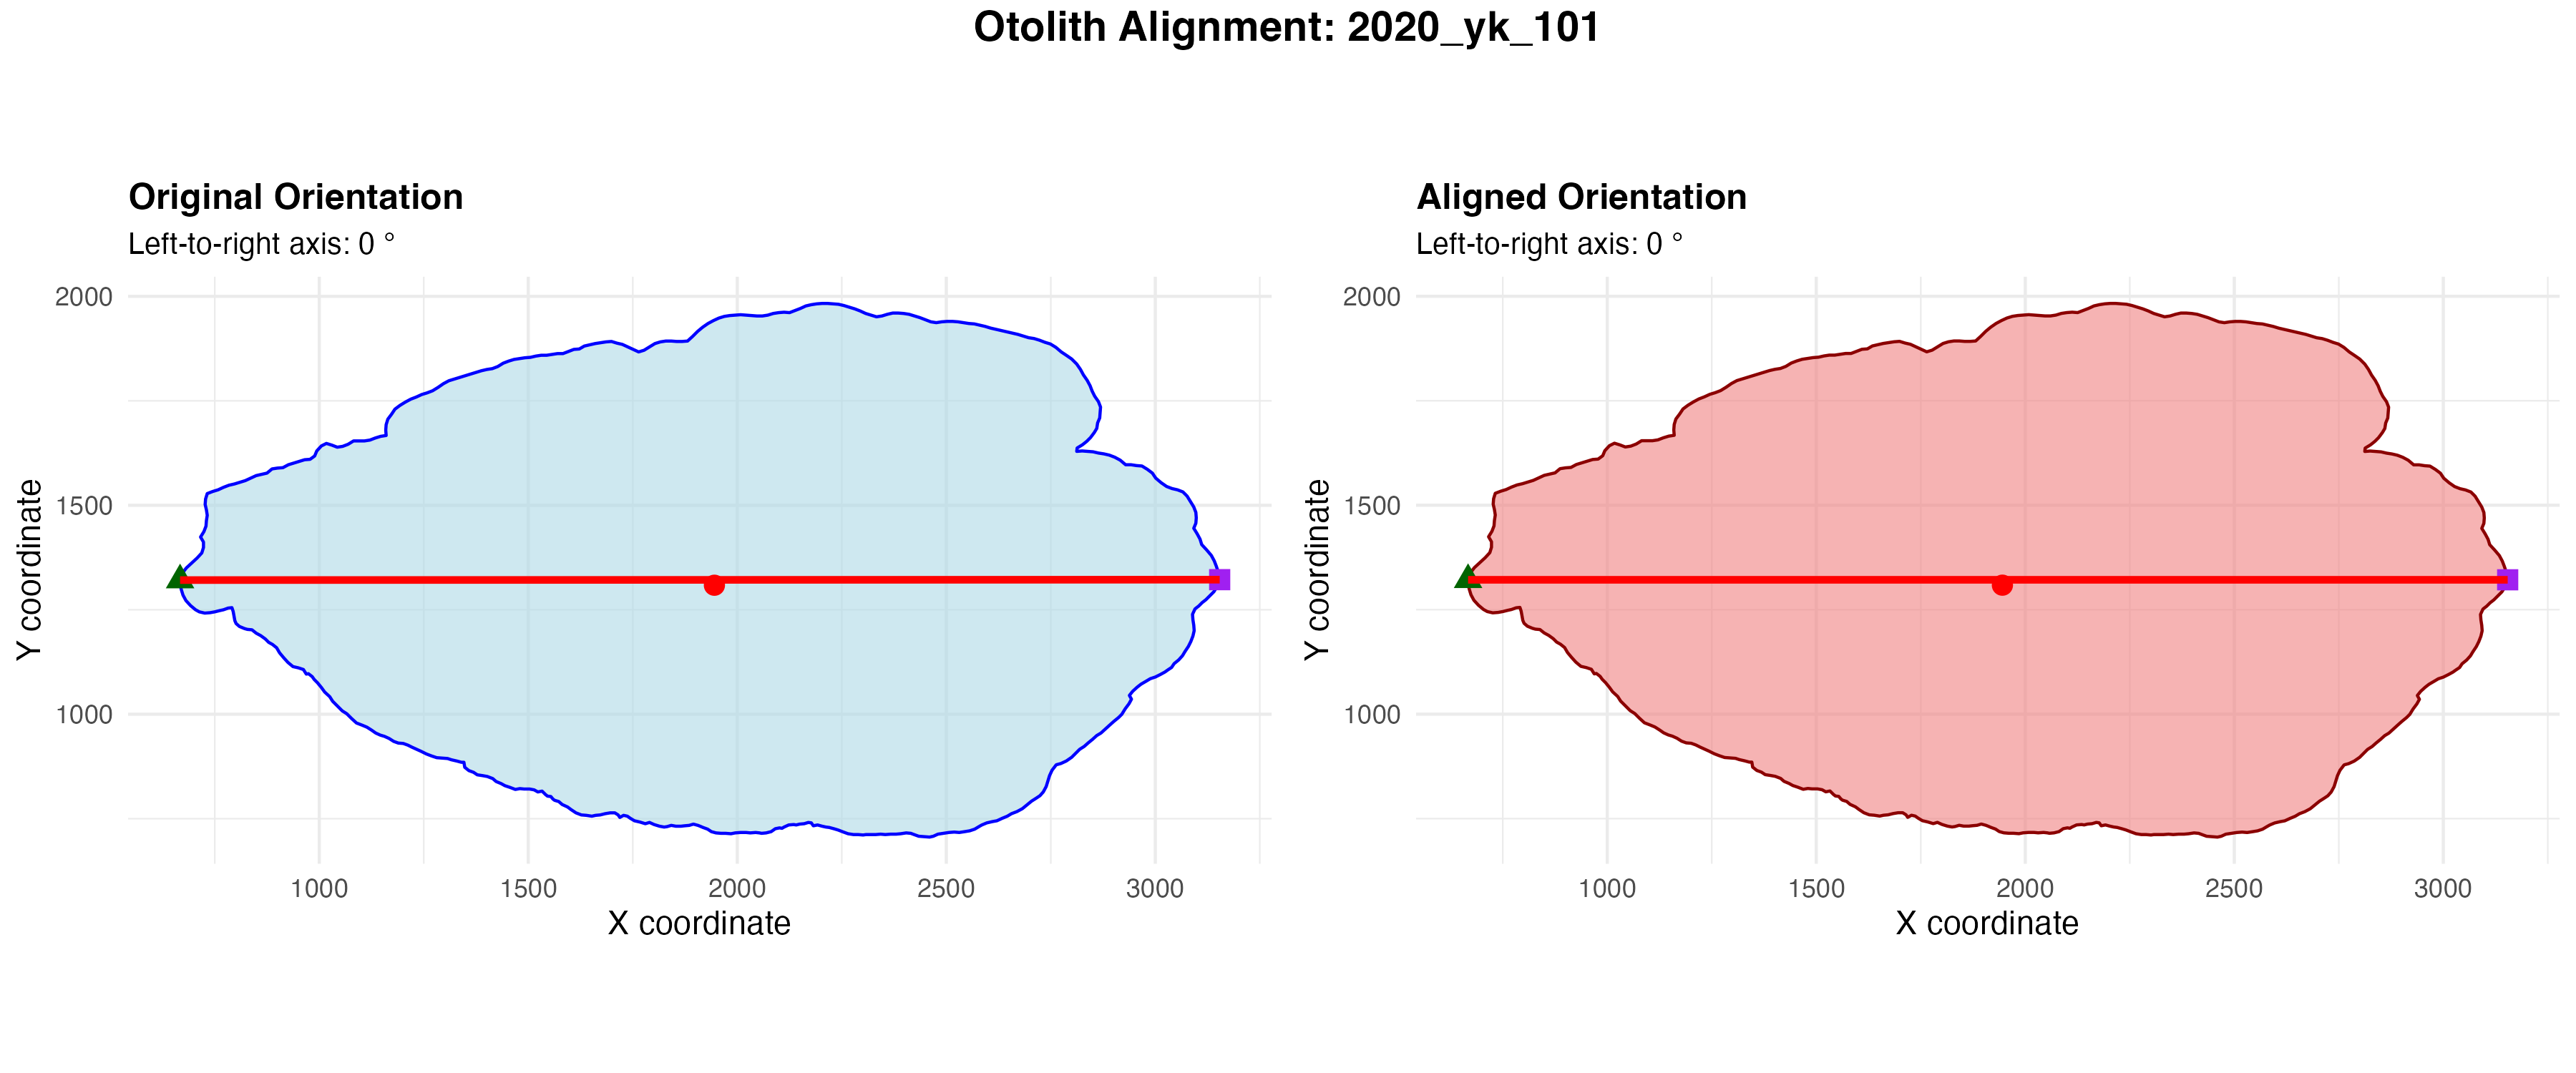 Otolith Alignment: 2020_yk_101
Original Orientation
Left-to-right axis: 0 °
2000
1500
1000
Y coordinate
1000 1500 2000 2500 3000
X coordinate
Aligned Orientation
Left-to-right axis: 0 °
2000
1500
1000
Y coordinate
1000 1500 2000 2500 3000
X coordinate